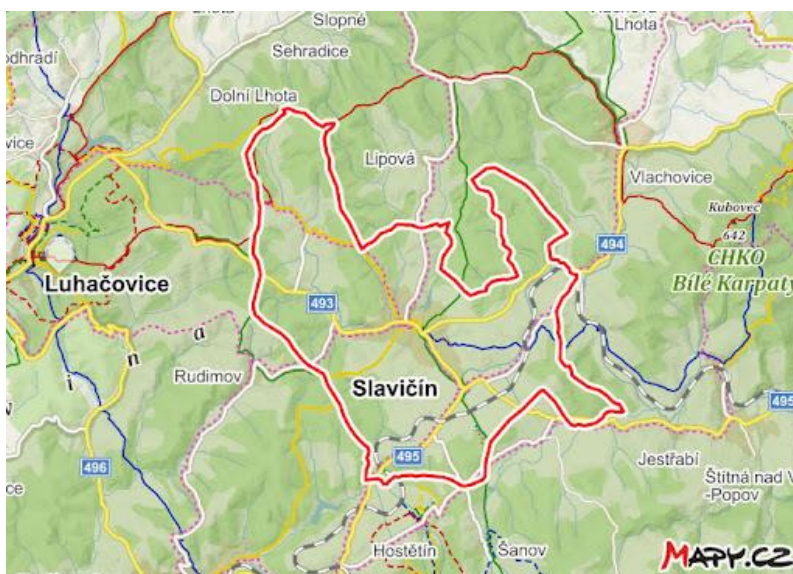 Slopné
Lhota
Sehradice
Dolní Lhota
Lipová
Vlachovice
Kubovec
642
494
CHKO
Bílé Karpaty
Luhačovice
493
Rudimov
Slavičín
495
495
496
Jestřabí
Štítná nad V
-Popov
Hostětín
Šanov
MAPY.CZ